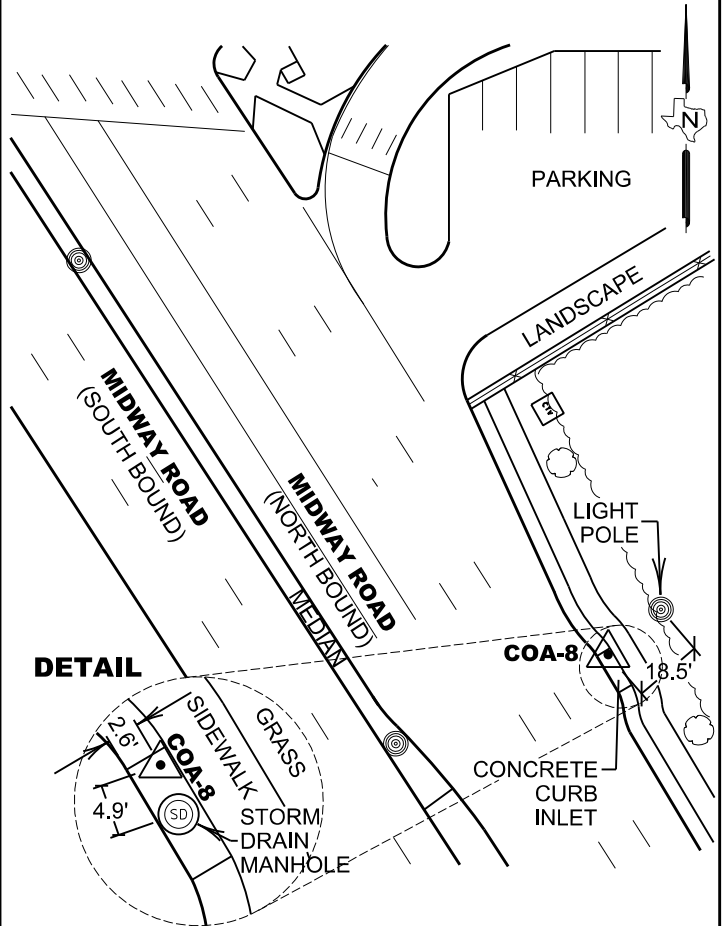 N
PARKING
LANDSCAPE
412
MIDWAY ROAD
(SOUTH BOUND)
MIDWAY ROAD
(NORTH BOUND)
MEDIAN
LIGHT
POLE
COA-8
18.5'
CONCRETE
CURB
INLET
DETAIL
2.6'
SIDEWALK
GRASS
COA-8
4.9'
SD
STORM
DRAIN
MANHOLE